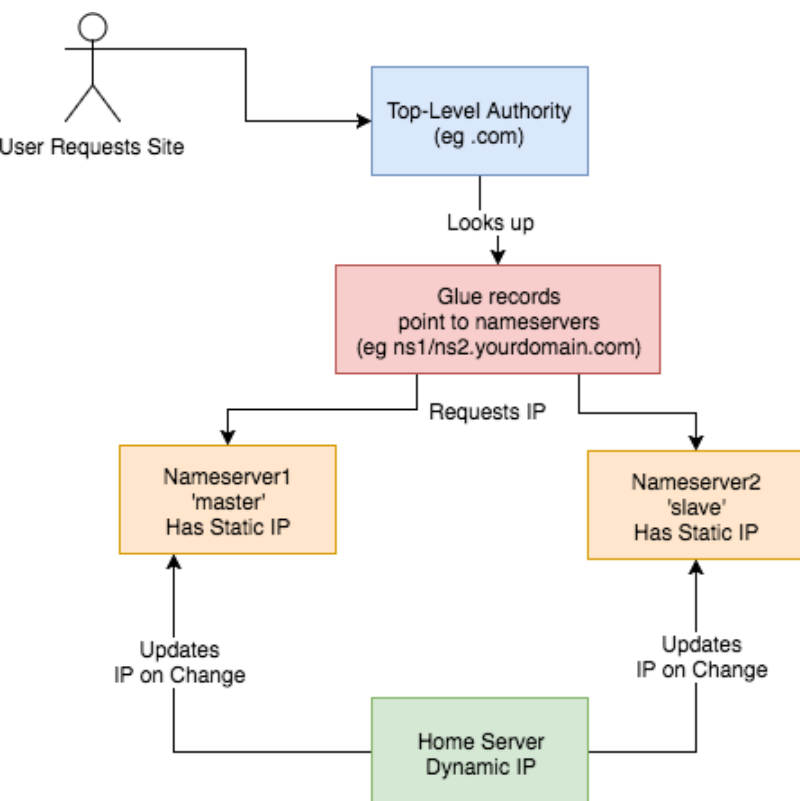 User Requests Site
Top-Level Authority
(eg .com)
Looks up
Glue records
point to nameservers
(eg ns1/ns2.yourdomain.com)
Requests IP
Nameserver1
'master'
Has Static IP
Nameserver2
'slave'
Has Static IP
Updates
IP on Change
Updates
IP on Change
Home Server
Dynamic IP